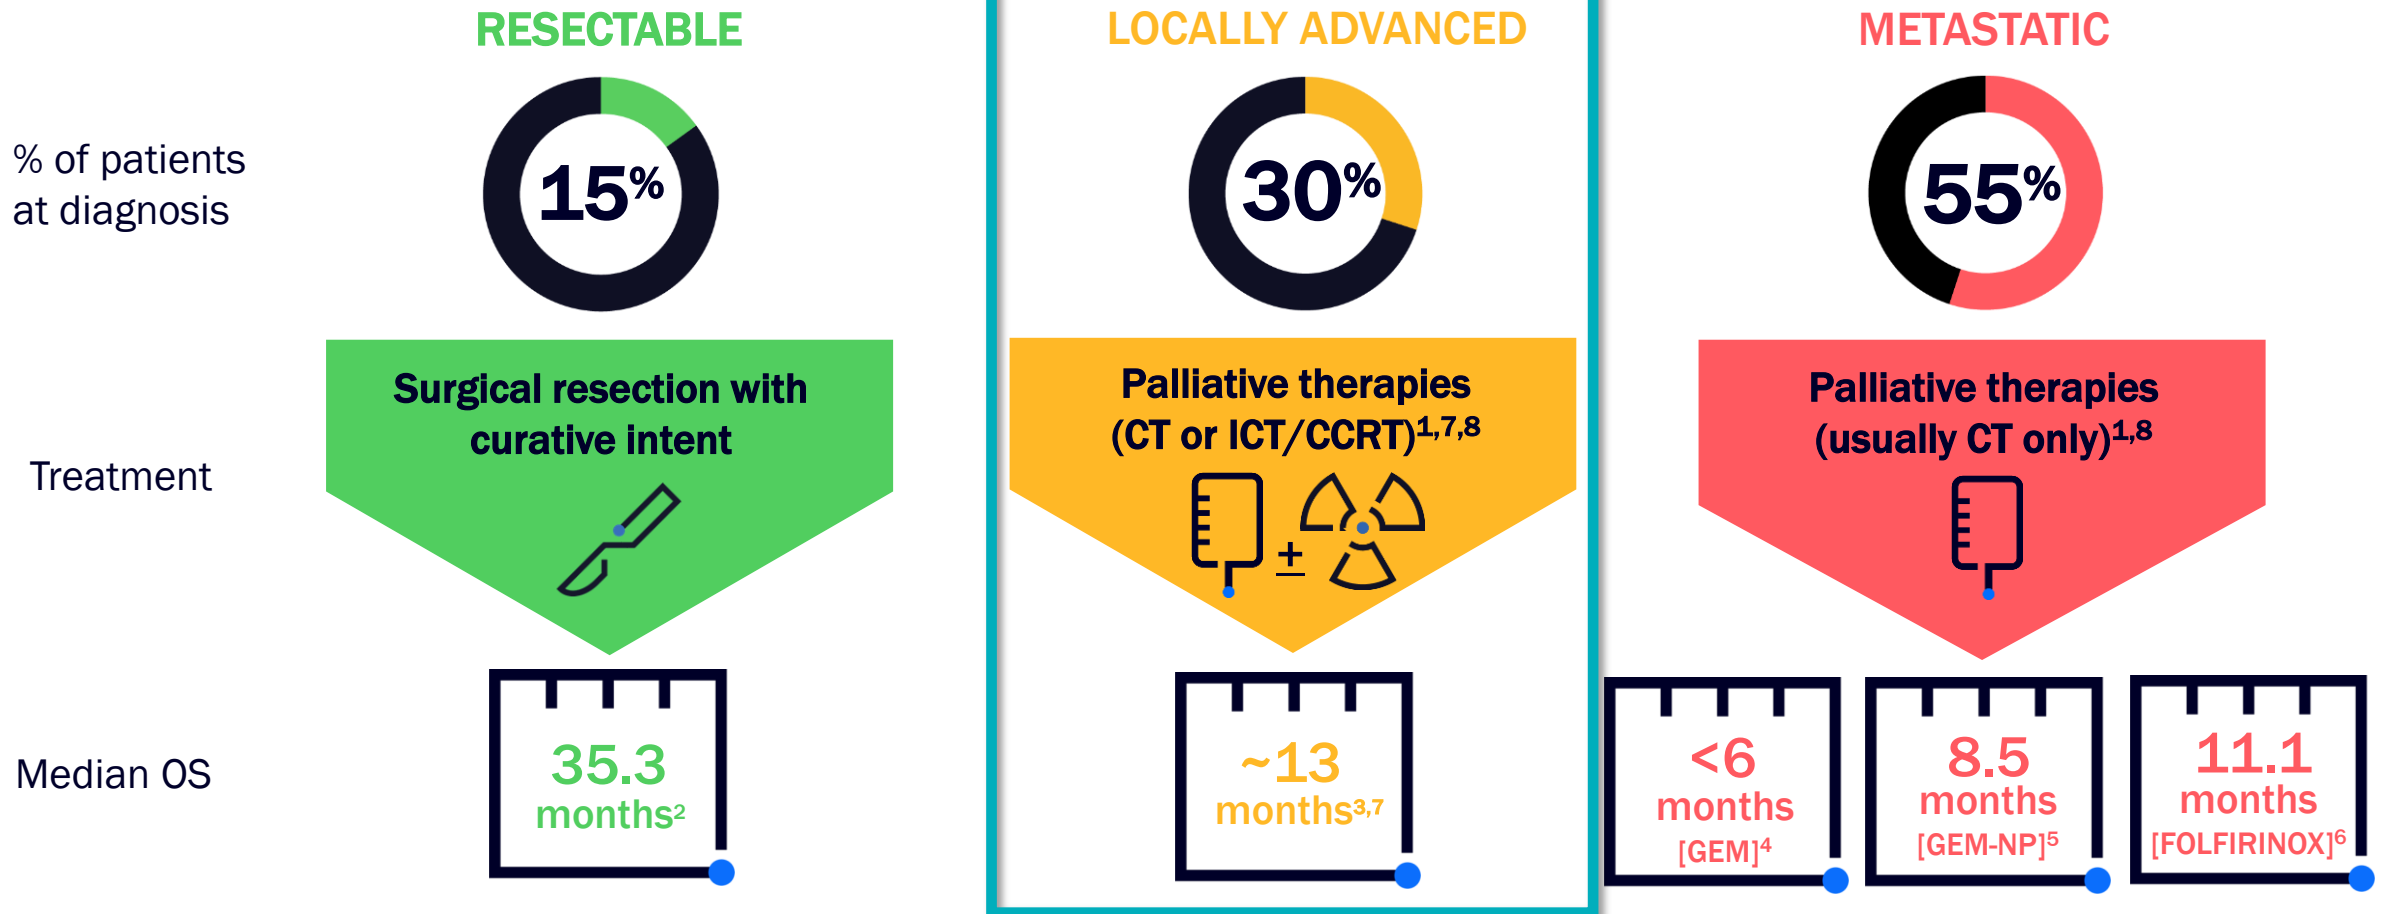 RESECTABLE
LOCALLY ADVANCED
METASTATIC
% of patients
at diagnosis
15%
30%
55%
Treatment
Surgical resection with
curative intent
Palliative therapies
(CT or ICT/CCRT)1,7,8
±
Palliative therapies
(usually CT only)1,8
Median OS
35.3
months2
~13
months3,7
<6
months
[GEM]4
8.5
months
[GEM-NP]5
11.1
months
[FOLFIRINOX]6